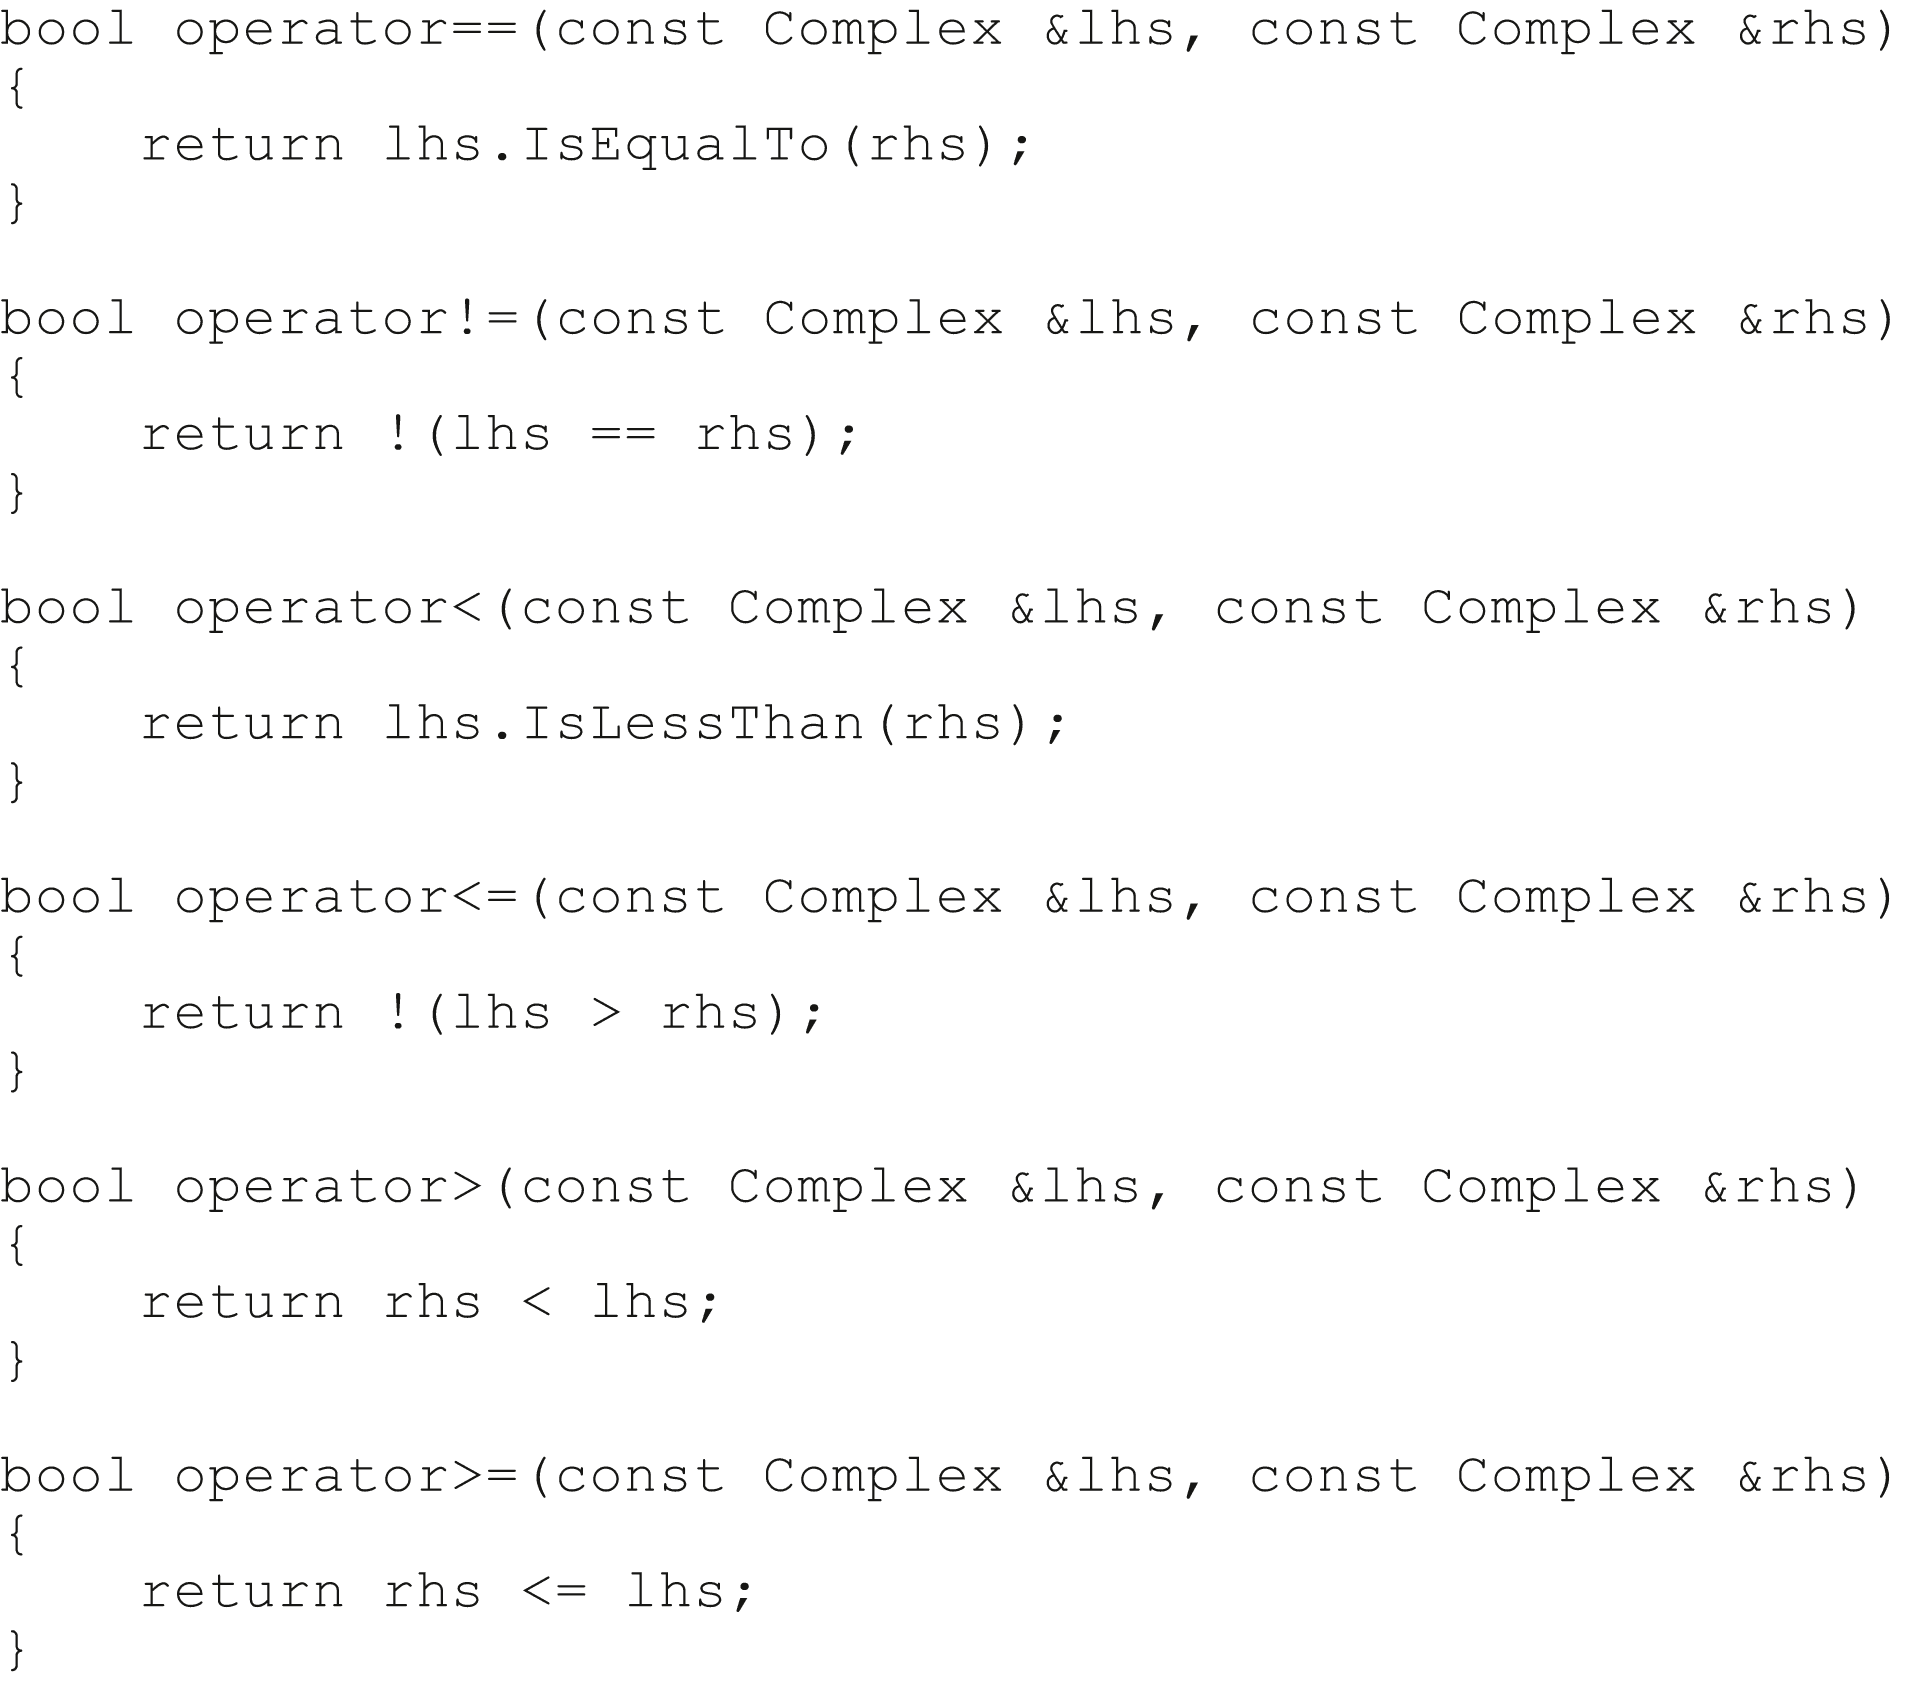 bool operator==(const Complex &lhs, const Complex &rhs)
{
    return lhs.IsEqualTo(rhs);
}

bool operator!=(const Complex &lhs, const Complex &rhs)
{
    return !(lhs == rhs);
}

bool operator<(const Complex &lhs, const Complex &rhs)
{
    return lhs.IsLessThan(rhs);
}

bool operator<=(const Complex &lhs, const Complex &rhs)
{
    return !(lhs > rhs);
}

bool operator>(const Complex &lhs, const Complex &rhs)
{
    return rhs < lhs;
}

bool operator>=(const Complex &lhs, const Complex &rhs)
{
    return rhs <= lhs;
}